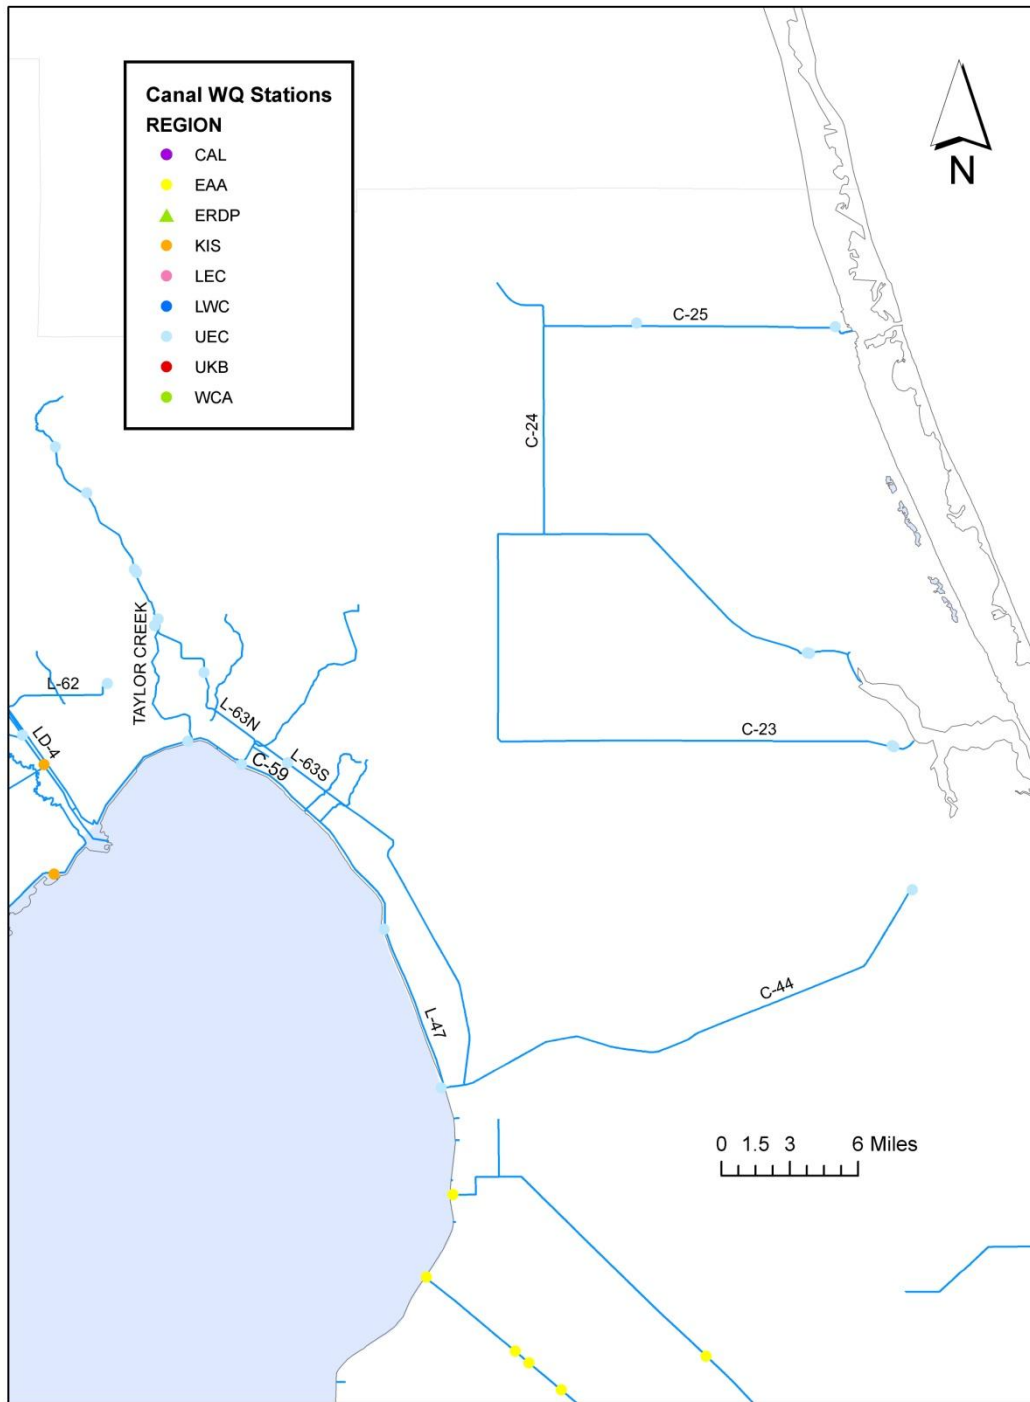 Canal WQ Stations
REGION
CAL
EAA
ERDP
KIS
LEC
LWC
UEC
UKB
WCA
N
C-25
C-24
TAYLOR CREEK
L-62
L-63N
LD-4
C-59
L-63S
C-23
C-44
L-47
0 1.5 3 6 Miles